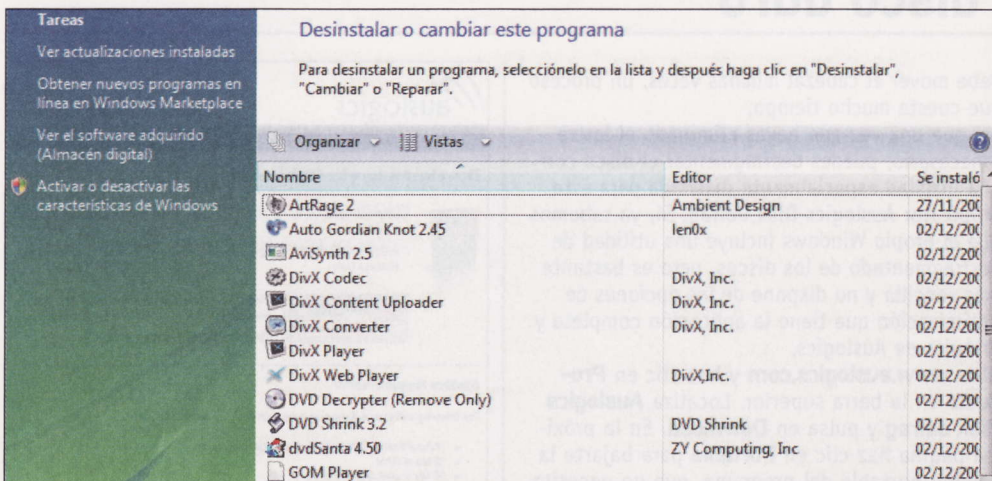 Tareas
Ver actualizaciones instaladas
Obtener nuevos programas en
línea en Windows Marketplace
Ver el software adquirido
(Almacén digital)
Activar o desactivar las
características de Windows
Desinstalar o cambiar este programa
Para desinstalar un programa, selecciónelo en la lista y después haga clic en "Desinstalar",
"Cambiar" o "Reparar".
Organizar Vistas
Nombre Editor Se instaló
ArtRage 2 Ambient Design 27/11/200
Auto Gordian Knot 2.45 len0x 02/12/200
AviSynth 2.5 02/12/200
DivX Codec DivX, Inc. 02/12/200
DivX Content Uploader DivX, Inc. 02/12/200
DivX Converter DivX, Inc. 02/12/200
DivX Player 02/12/200
DivX Web Player DivX,Inc. 02/12/200
DVD Decrypter (Remove Only) 02/12/200
DVD Shrink 3.2 DVD Shrink 02/12/200
dvdSanta 4.50 ZY Computing, Inc 02/12/200
GOM Player 02/12/200